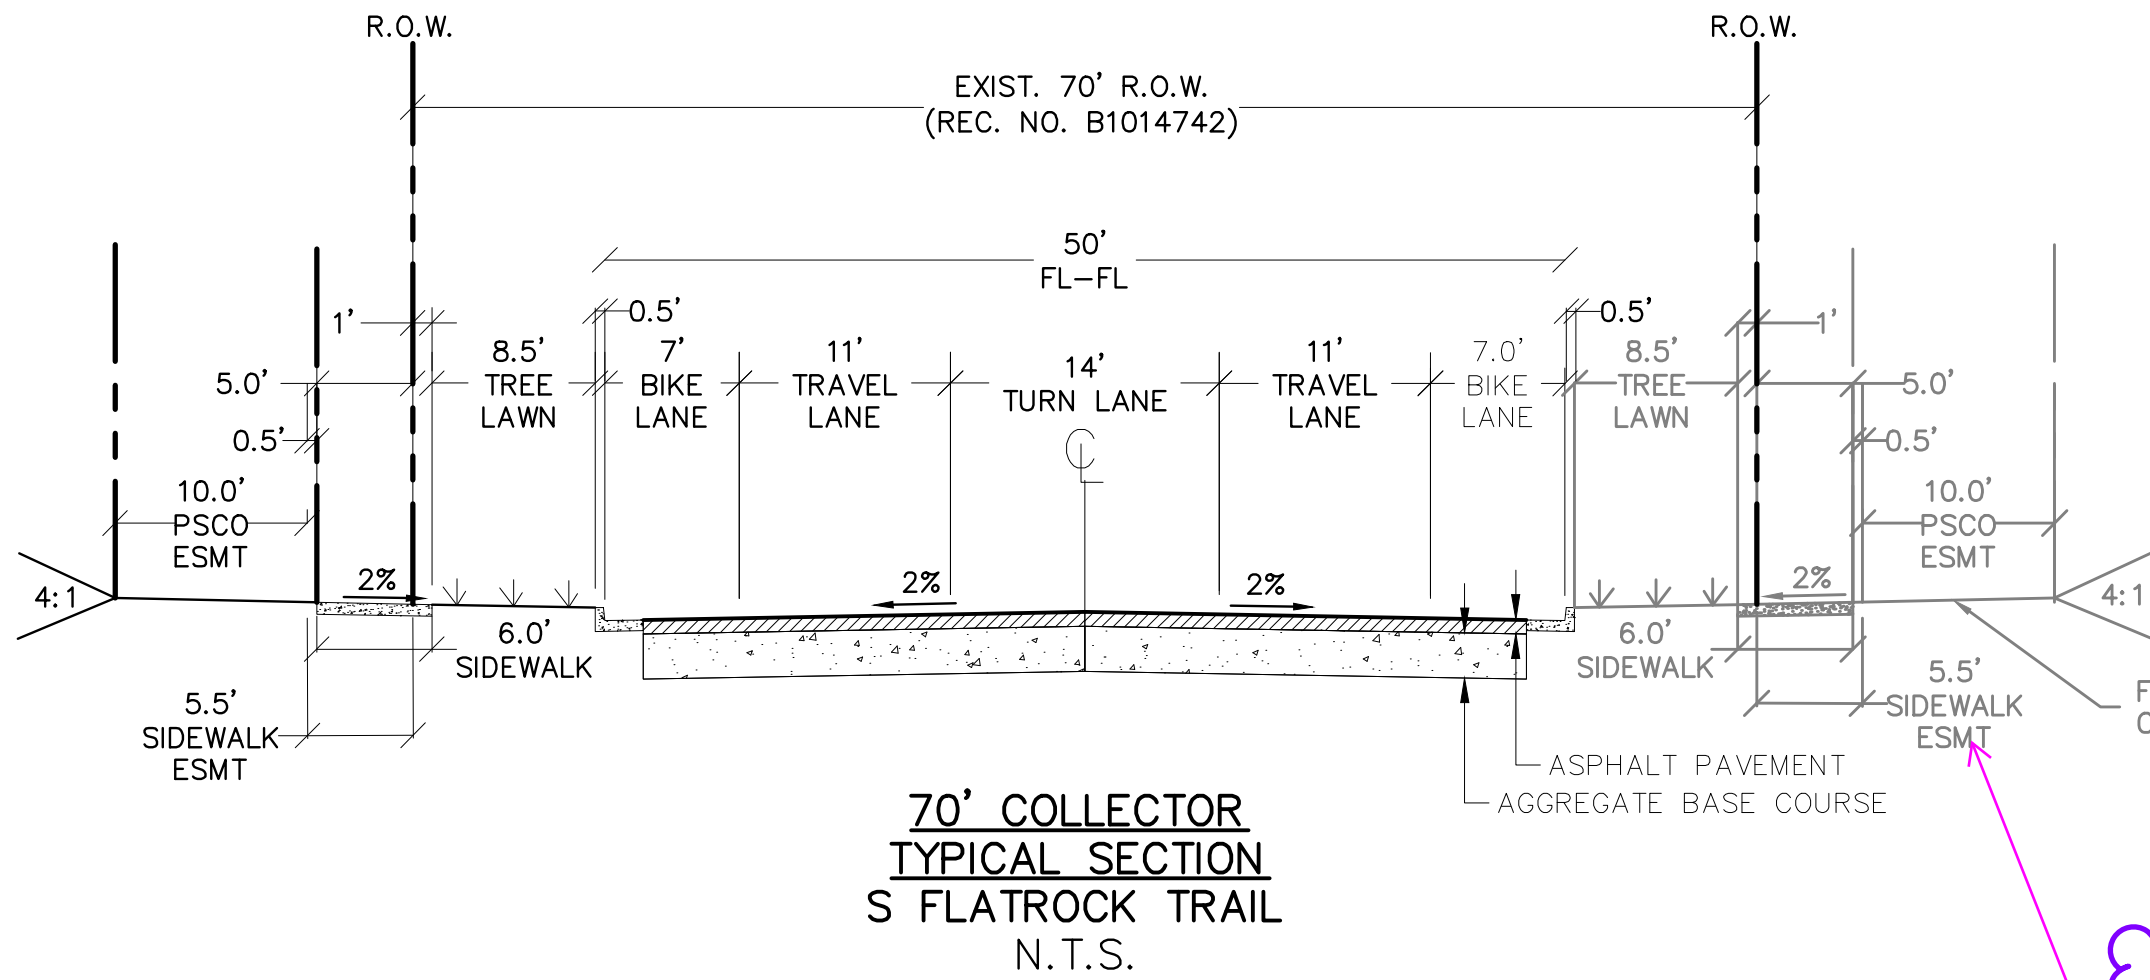 R.O.W.
R.O.W.
EXIST. 70' R.O.W.
(REC. NO. B1014742)
50'
FL-FL
1'
0.5'
0.5'
1'
5.0'
8.5'
TREE
LAWN
7'
BIKE
LANE
11'
TRAVEL
LANE
14'
TURN LANE
11'
TRAVEL
LANE
7.0'
BIKE
LANE
8.5'
TREE
LAWN
5.0'
0.5'
0.5'
10.0'
PSCO
ESMT
10.0'
PSCO
ESMT
4:1
2%
2%
2%
2%
4:1
6.0'
SIDEWALK
6.0'
SIDEWALK
5.5'
SIDEWALK
ESMT
5.5'
SIDEWALK
ESMT
ASPHALT PAVEMENT
AGGREGATE BASE COURSE
70' COLLECTOR
TYPICAL SECTION
S FLATROCK TRAIL
N.T.S.